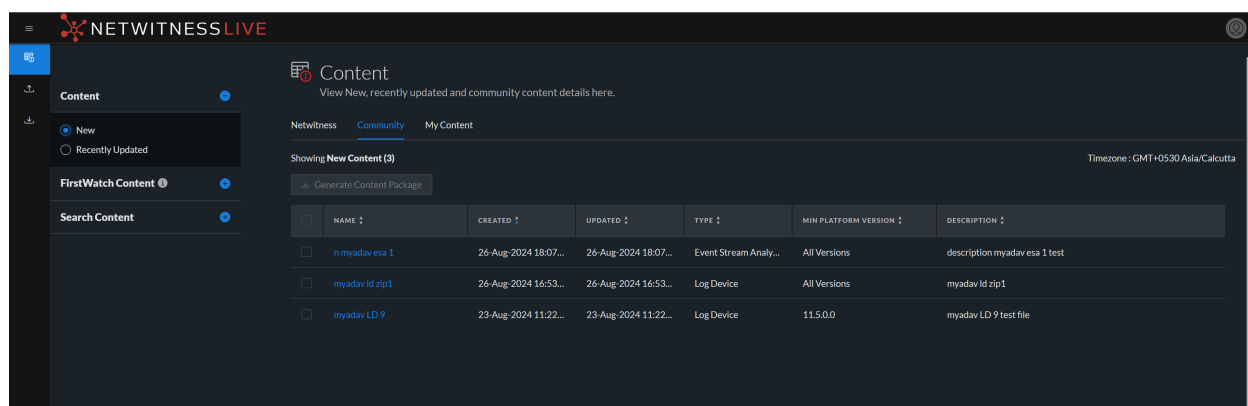 NETWITNESSLIVE
Content
New
Recently Updated
FirstWatch Content
Search Content
Content
View New, recently updated and community content details here.
Netwitness Community My Content
Showing New Content (3) Timezone : GMT+0530 Asia/Calcutta
Generate Content Package
NAME CREATED UPDATED TYPE MIN PLATFORM VERSION DESCRIPTION
n myadav esa 1 26-Aug-2024 18:07... 26-Aug-2024 18:07... Event Stream Analy... All Versions description myadav esa 1 test
myadav ld zip1 26-Aug-2024 16:53... 26-Aug-2024 16:53... Log Device All Versions myadav ld zip1
myadav LD 9 23-Aug-2024 11:22... 23-Aug-2024 11:22... Log Device 11.5.0.0 myadav LD 9 test file